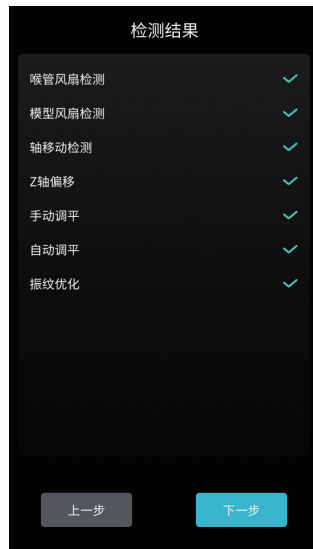 检测结果
喉管风扇检测
模型风扇检测
轴移动检测
Z轴偏移
手动调平
自动调平
振纹优化
上一步
下一步